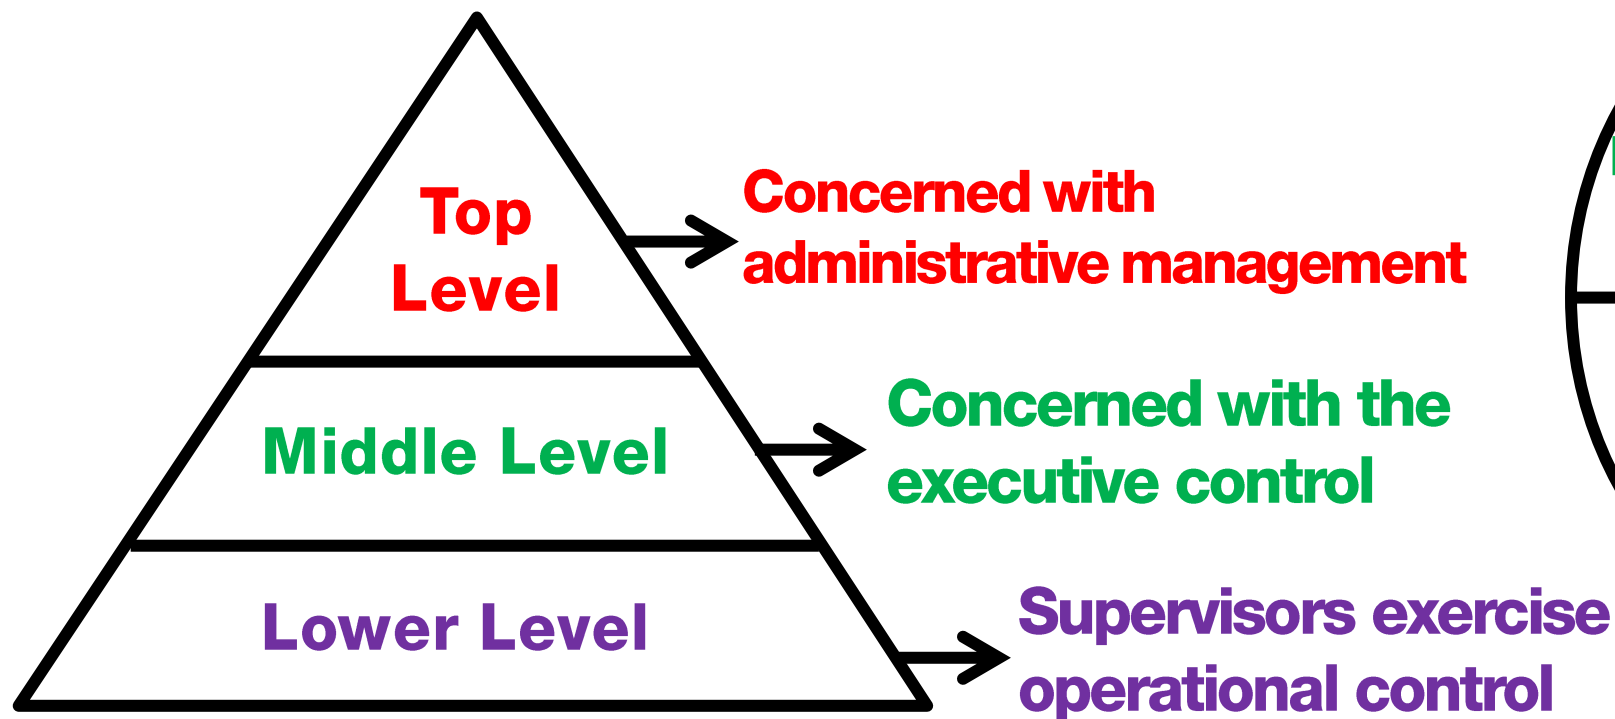 Top
Level
Concerned with
administrative management
Middle Level
Concerned with the
executive control
Lower Level
Supervisors exercise
operational control